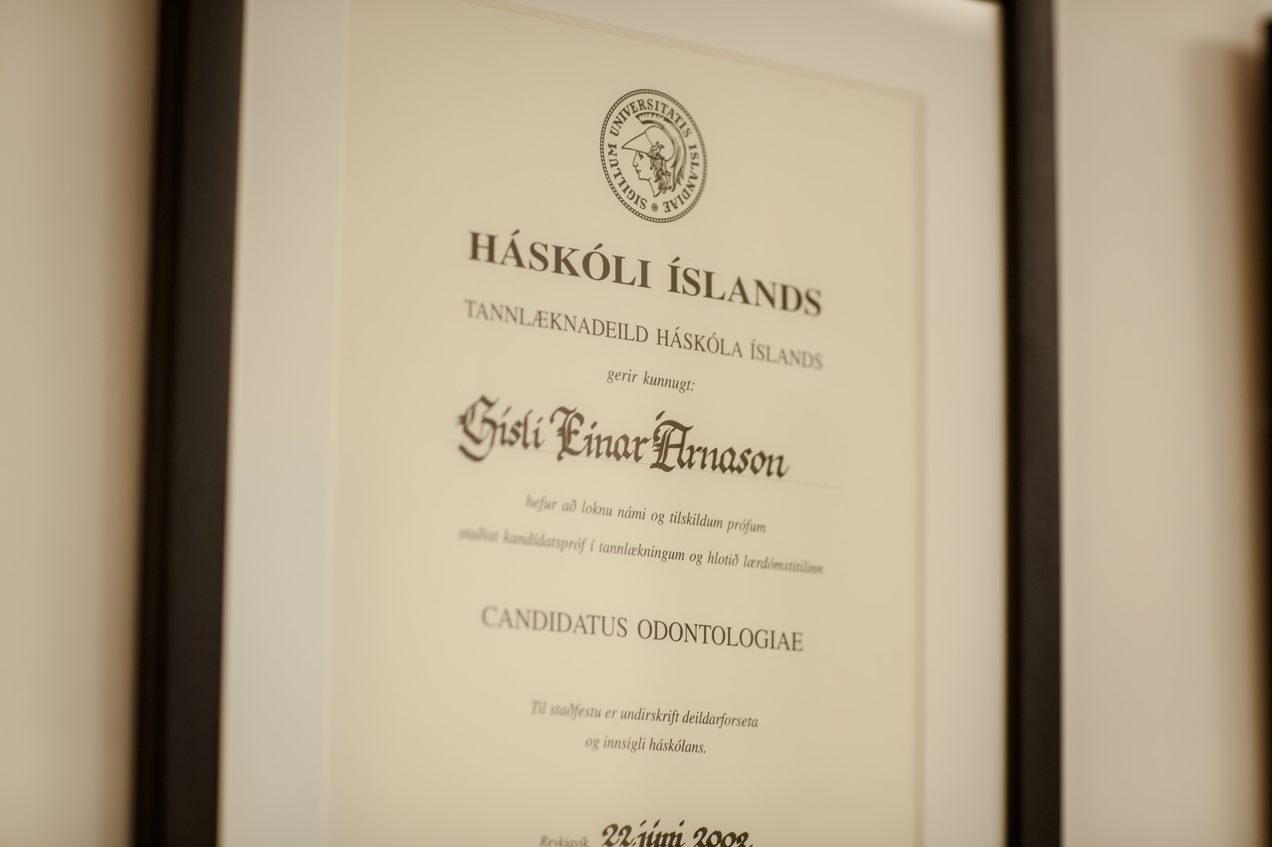 SIGILLUM UNIVERSITATIS ISLANDIAE
HÁSKÓLI ÍSLANDS
TANNLÆKNADEILD HÁSKÓLA ÍSLANDS
gerir kunnugt:
Gísli Einar Árnason
hefur að loknu námi og tilskildum prófum
staðist kandídatspróf í tannlækningum og hlotið lærdómstitilinn
CANDIDATUS ODONTOLOGIAE
Til staðfestu er undirskrift deildarforseta
og innsigli háskólans.
Reykjavík, 22. júní 2002